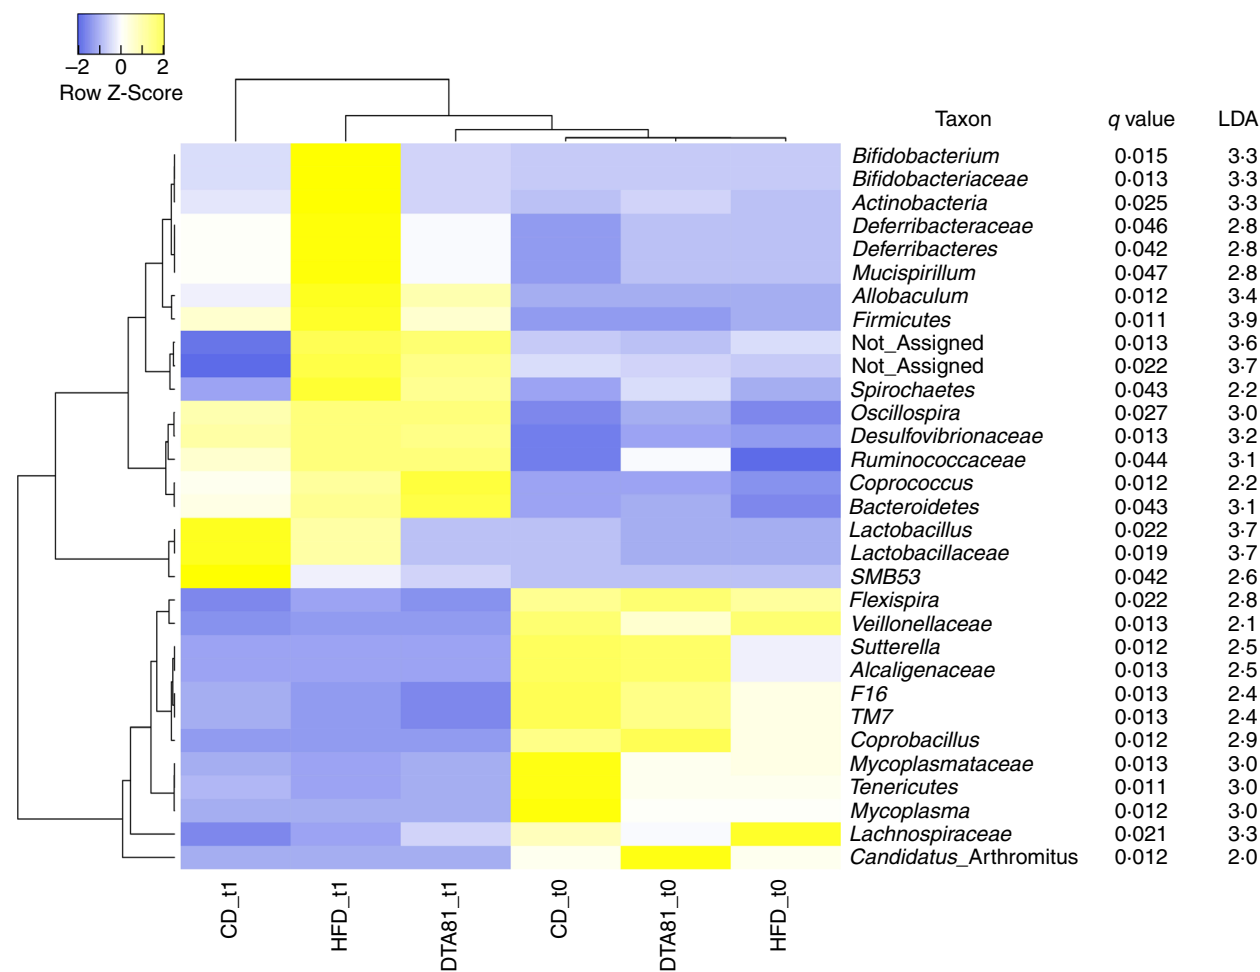 −2 0 2
Row Z-Score
Taxon q value LDA
Bifidobacterium 0·015 3·3
Bifidobacteriaceae 0·013 3·3
Actinobacteria 0·025 3·3
Deferribacteraceae 0·046 2·8
Deferribacteres 0·042 2·8
Mucispirillum 0·047 2·8
Allobaculum 0·012 3·4
Firmicutes 0·011 3·9
Not_Assigned 0·013 3·6
Not_Assigned 0·022 3·7
Spirochaetes 0·043 2·2
Oscillospira 0·027 3·0
Desulfovibrionaceae 0·013 3·2
Ruminococcaceae 0·044 3·1
Coprococcus 0·012 2·2
Bacteroidetes 0·043 3·1
Lactobacillus 0·022 3·7
Lactobacillaceae 0·019 3·7
SMB53 0·042 2·6
Flexispira 0·022 2·8
Veillonellaceae 0·013 2·1
Sutterella 0·012 2·5
Alcaligenaceae 0·013 2·5
F16 0·013 2·4
TM7 0·013 2·4
Coprobacillus 0·012 2·9
Mycoplasmataceae 0·013 3·0
Tenericutes 0·011 3·0
Mycoplasma 0·012 3·0
Lachnospiraceae 0·021 3·3
Candidatus_Arthromitus 0·012 2·0
CD_t1
HFD_t1
DTA81_t1
CD_t0
DTA81_t0
HFD_t0